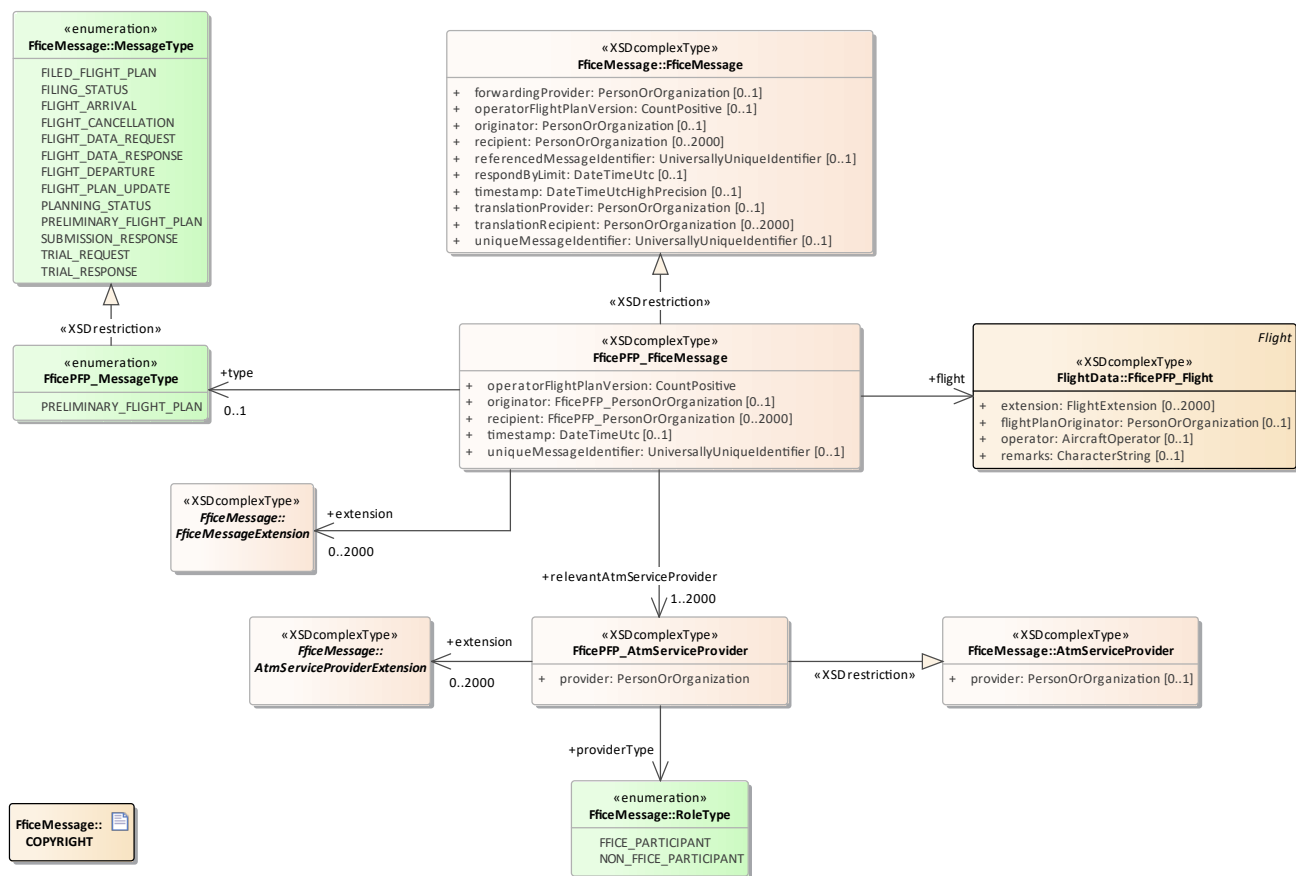 «enumeration»
FficeMessage::MessageType
FILED_FLIGHT_PLAN
FILING_STATUS
FLIGHT_ARRIVAL
FLIGHT_CANCELLATION
FLIGHT_DATA_REQUEST
FLIGHT_DATA_RESPONSE
FLIGHT_DEPARTURE
FLIGHT_PLAN_UPDATE
PLANNING_STATUS
PRELIMINARY_FLIGHT_PLAN
SUBMISSION_RESPONSE
TRIAL_REQUEST
TRIAL_RESPONSE
«XSDcomplexType»
FficeMessage::FficeMessage
+ forwardingProvider: PersonOrOrganization [0..1]
+ operatorFlightPlanVersion: CountPositive [0..1]
+ originator: PersonOrOrganization [0..1]
+ recipient: PersonOrOrganization [0..2000]
+ referencedMessageIdentifier: UniversallyUniqueIdentifier [0..1]
+ respondByLimit: DateTimeUtc [0..1]
+ timestamp: DateTimeUtcHighPrecision [0..1]
+ translationProvider: PersonOrOrganization [0..1]
+ translationRecipient: PersonOrOrganization [0..2000]
+ uniqueMessageIdentifier: UniversallyUniqueIdentifier [0..1]
«XSDrestriction»
«XSDrestriction»
«enumeration»
FficePFP_MessageType
PRELIMINARY_FLIGHT_PLAN
+type
0..1
«XSDcomplexType»
FficePFP_FficeMessage
+ operatorFlightPlanVersion: CountPositive
+ originator: FficePFP_PersonOrOrganization [0..1]
+ recipient: FficePFP_PersonOrOrganization [0..2000]
+ timestamp: DateTimeUtc [0..1]
+ uniqueMessageIdentifier: UniversallyUniqueIdentifier [0..1]
+flight
Flight
«XSDcomplexType»
FlightData::FficePFP_Flight
+ extension: FlightExtension [0..2000]
+ flightPlanOriginator: PersonOrOrganization [0..1]
+ operator: AircraftOperator [0..1]
+ remarks: CharacterString [0..1]
«XSDcomplexType»
FficeMessage::
FficeMessageExtension
+extension
0..2000
+relevantAtmServiceProvider
1..2000
«XSDcomplexType»
FficeMessage::
AtmServiceProviderExtension
+extension
0..2000
«XSDcomplexType»
FficePFP_AtmServiceProvider
+ provider: PersonOrOrganization
«XSDrestriction»
«XSDcomplexType»
FficeMessage::AtmServiceProvider
+ provider: PersonOrOrganization [0..1]
+providerType
«enumeration»
FficeMessage::RoleType
FFICE_PARTICIPANT
NON_FFICE_PARTICIPANT
FficeMessage::
COPYRIGHT